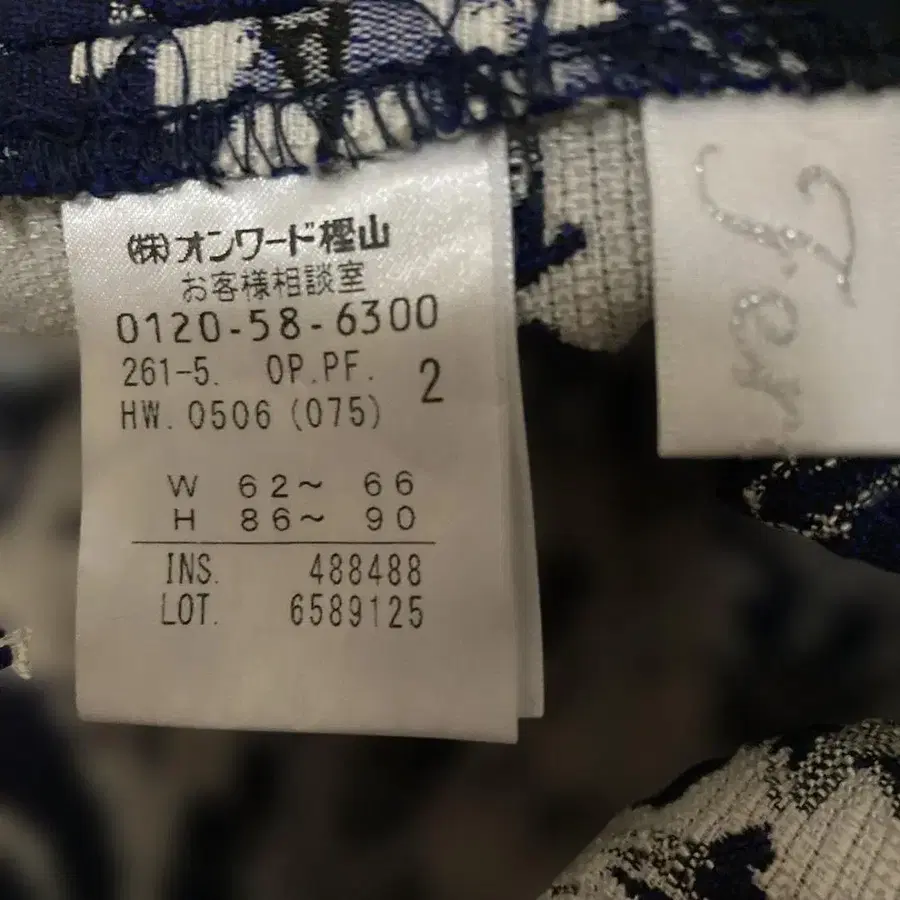 (株)オンワード樫山
お客様相談室
0120-58-6300
261-5. OP.PF. 2
HW. 0506 (075)
W 62～ 66
H 86～ 90
INS. 488488
LOT. 6589125